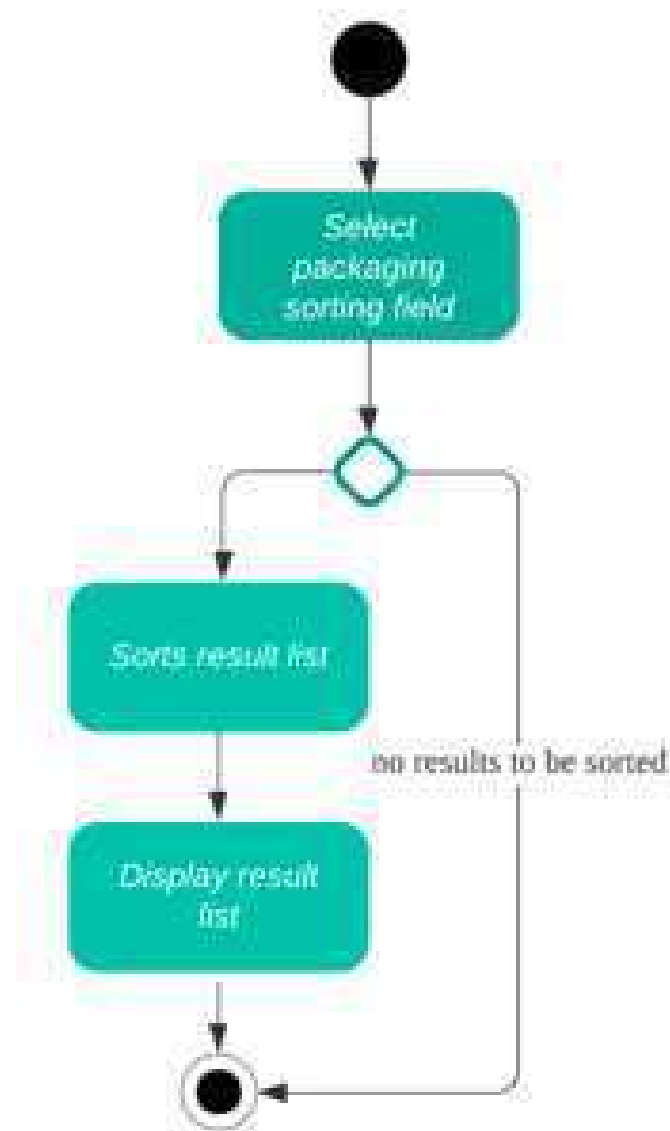 Select
packaging
sorting field
Sorts result list
no results to be sorted
Display result
list